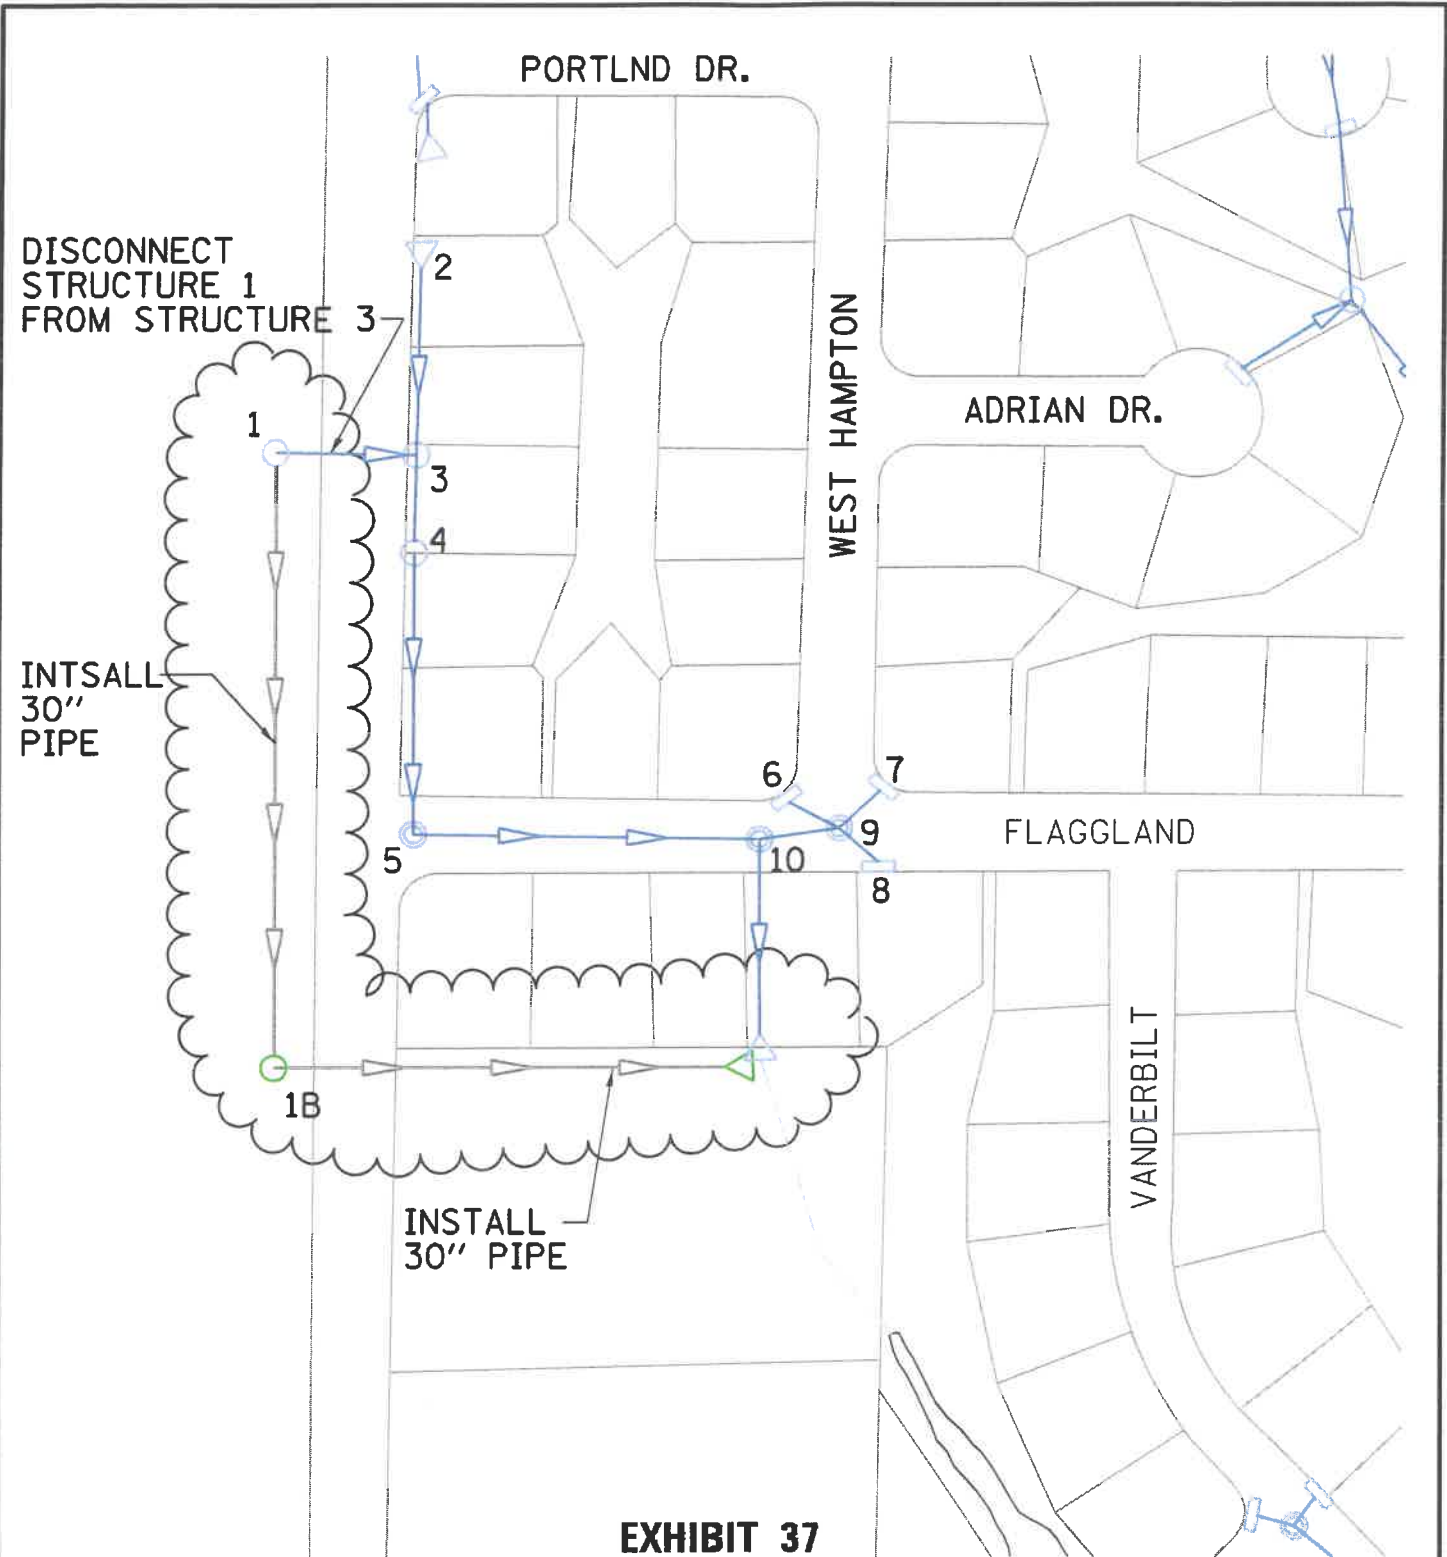 PORTLND DR.
DISCONNECT
STRUCTURE 1
FROM STRUCTURE 3
2
1
3
4
WEST HAMPTON
ADRIAN DR.
INTSALL
30"
PIPE
6
7
5
10
9
8
FLAGGLAND
1B
VANDERBILT
INSTALL
30" PIPE
EXHIBIT 37